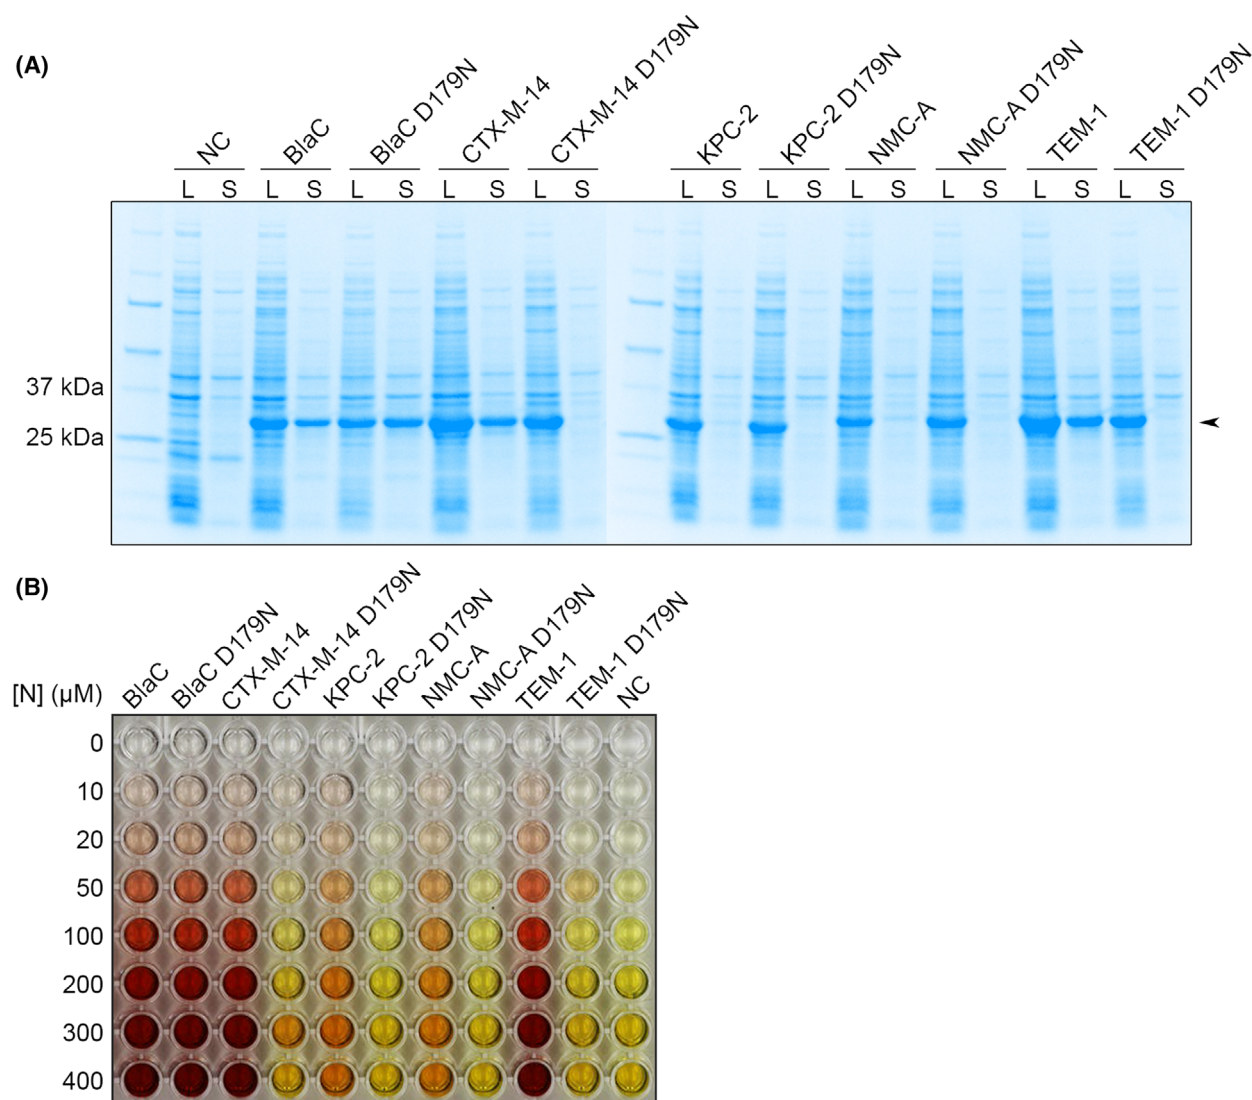 (A)
NC BlaC BlaC D179N CTX-M-14 CTX-M-14 D179N KPC-2 KPC-2 D179N NMC-A NMC-A D179N TEM-1 TEM-1 D179N
L S L S L S L S L S L S L S L S L S L S L S
37 kDa
25 kDa
(B)
[N] (µM) BlaC BlaC D179N CTX-M-14 CTX-M-14 D179N KPC-2 KPC-2 D179N NMC-A NMC-A D179N TEM-1 TEM-1 D179N NC
0
10
20
50
100
200
300
400